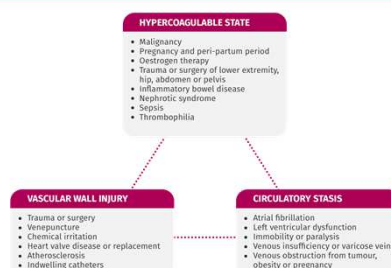 HYPERCOAGULABLE STATE
• Malignancy
• Pregnancy and peri-partum period
• Oestrogen therapy
• Trauma or surgery of lower extremity,
hip, abdomen or pelvis
• Inflammatory bowel disease
• Nephrotic syndrome
• Sepsis
• Thrombophilia
VASCULAR WALL INJURY
• Trauma or surgery
• Venepuncture
• Chemical irritation
• Heart valve disease or replacement
• Atherosclerosis
• Indwelling catheters
CIRCULATORY STASIS
• Atrial fibrillation
• Left ventricular dysfunction
• Immobility or paralysis
• Venous insufficiency or varicose vein
• Venous obstruction from tumour,
obesity or pregnancy